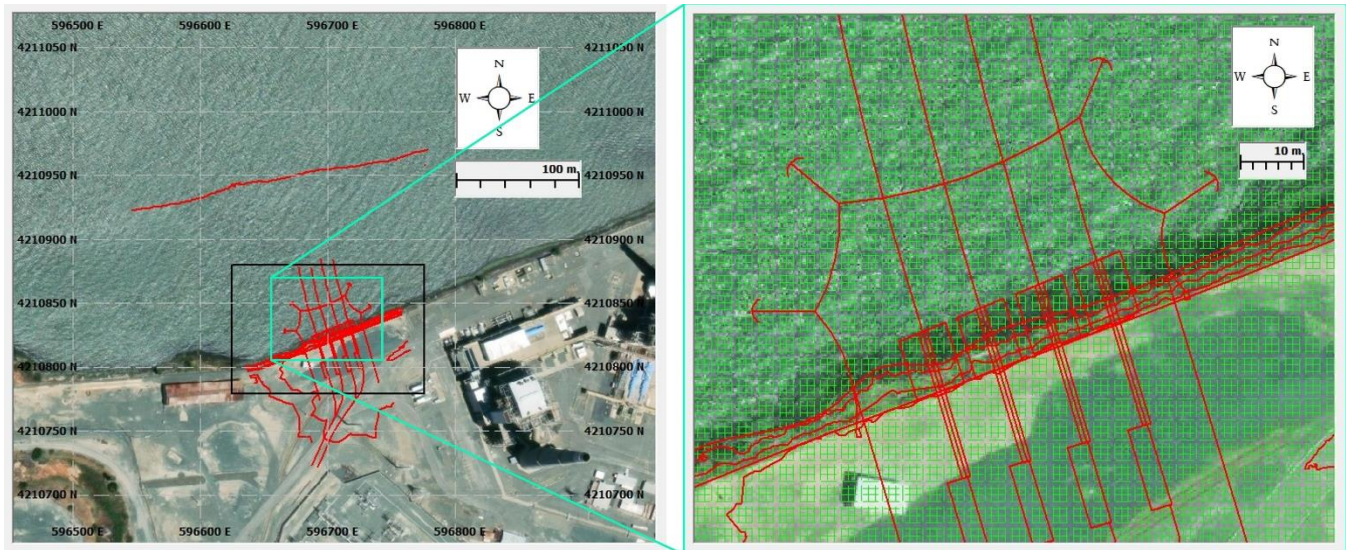 596500 E 596600 E 596700 E 596800 E
4211050 N 4211050 N
N
W E
S
4211000 N 4211000 N
100 m
4210950 N 4210950 N
4210900 N 4210900 N
4210850 N 4210850 N
4210800 N 4210800 N
4210750 N 4210750 N
4210700 N 4210700 N
596500 E 596600 E 596700 E 596800 E
N
W E
S
10 m